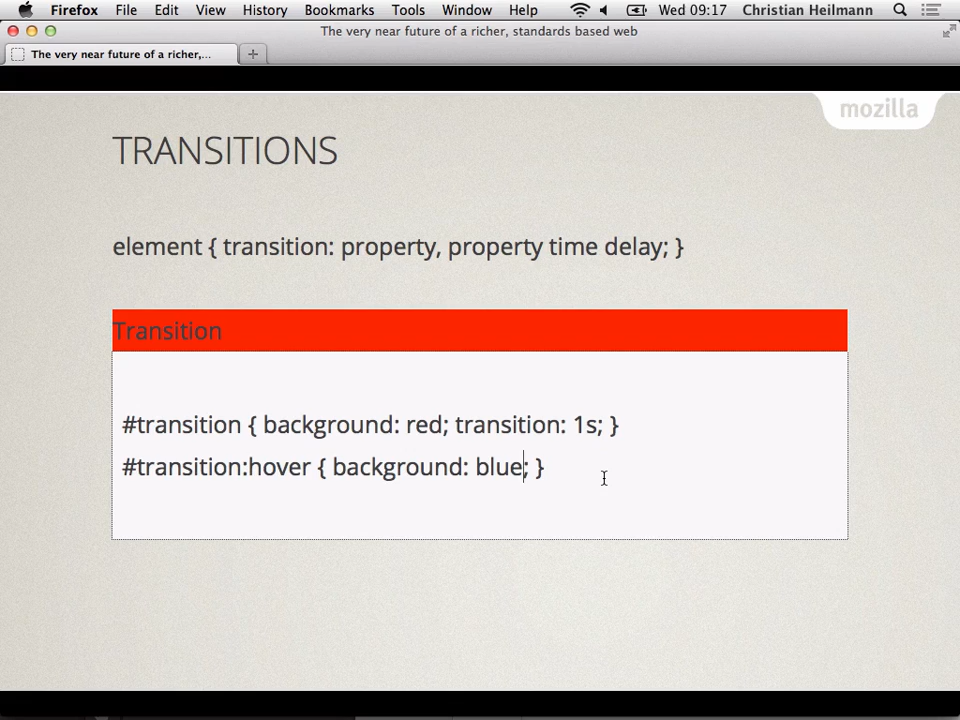 Firefox File Edit View History Bookmarks Tools Window Help Wed 09:17 Christian Heilmann
The very near future of a richer, standards based web
The very near future of a richer,...
mozilla
TRANSITIONS
element { transition: property, property time delay; }
Transition
#transition { background: red; transition: 1s; }
#transition:hover { background: blue; }